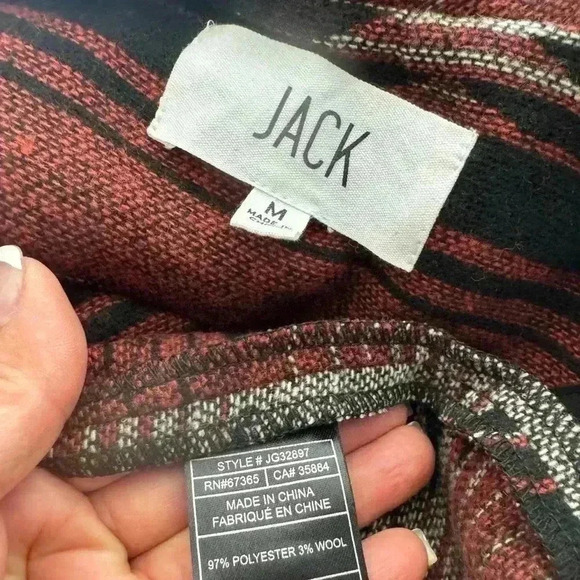 JACK
M
MADE IN
CHINA
STYLE # JG32897
RN#67365 CA# 35884
MADE IN CHINA
FABRIQUÉ EN CHINE
97% POLYESTER 3% WOOL